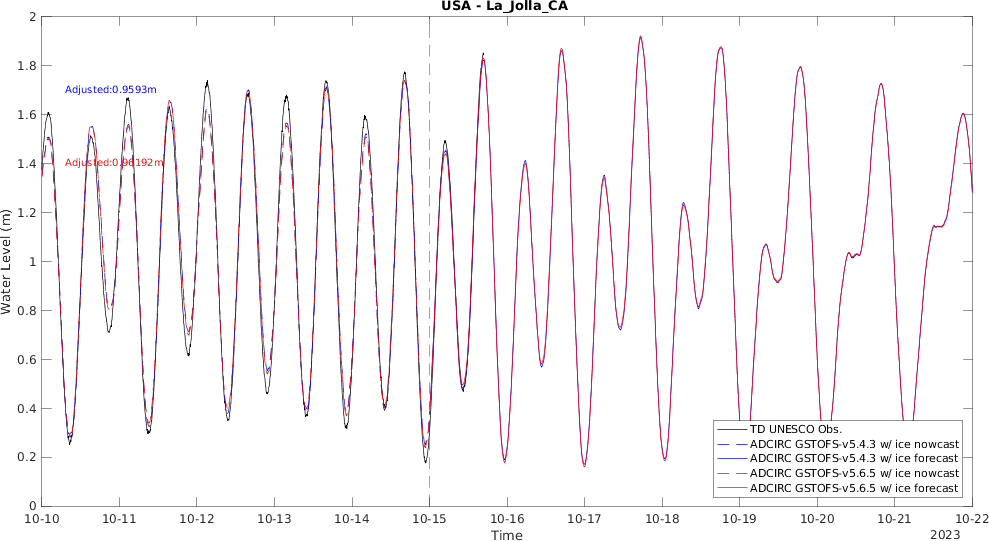 USA - La_Jolla_CA
2
1.8
1.6
1.4
1.2
1
0.8
0.6
0.4
0.2
0
Water Level (m)
Adjusted:0.9593m
Adjusted:0.96192m
TD UNESCO Obs.
ADCIRC GSTOFS-v5.4.3 w/ ice nowcast
ADCIRC GSTOFS-v5.4.3 w/ ice forecast
ADCIRC GSTOFS-v5.6.5 w/ ice nowcast
ADCIRC GSTOFS-v5.6.5 w/ ice forecast
10-10 10-11 10-12 10-13 10-14 10-15 10-16 10-17 10-18 10-19 10-20 10-21 10-22
Time
2023